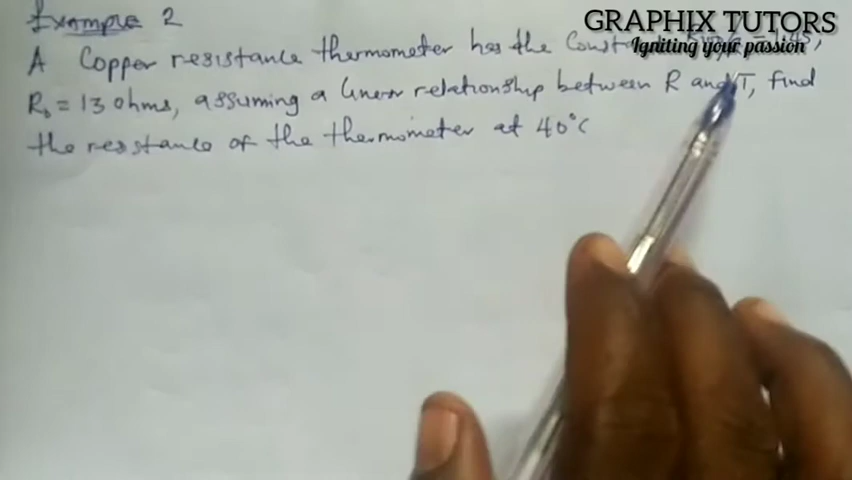 Example 2
GRAPHIX TUTORS
Igniting your passion
A Copper resistance thermometer has the
R₀ = 13 ohms, assuming a linear relationship between R and T, find
the resistance of the thermometer at 40°C